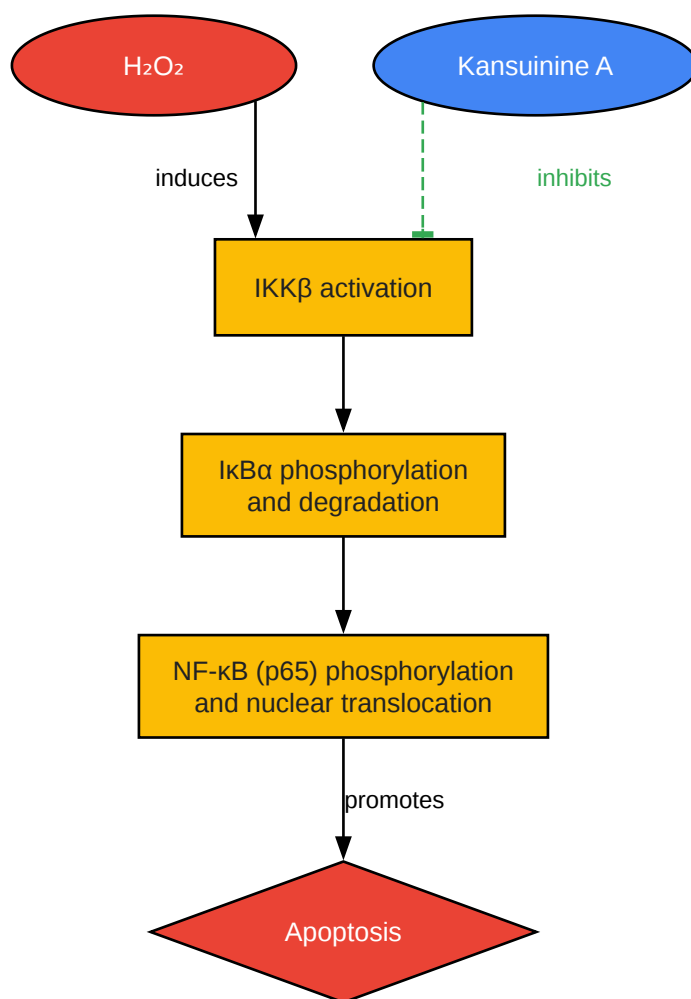 H₂O₂
Kansuinine A
induces
inhibits
IKKβ activation
IκBα phosphorylation
and degradation
NF-κB (p65) phosphorylation
and nuclear translocation
promotes
Apoptosis